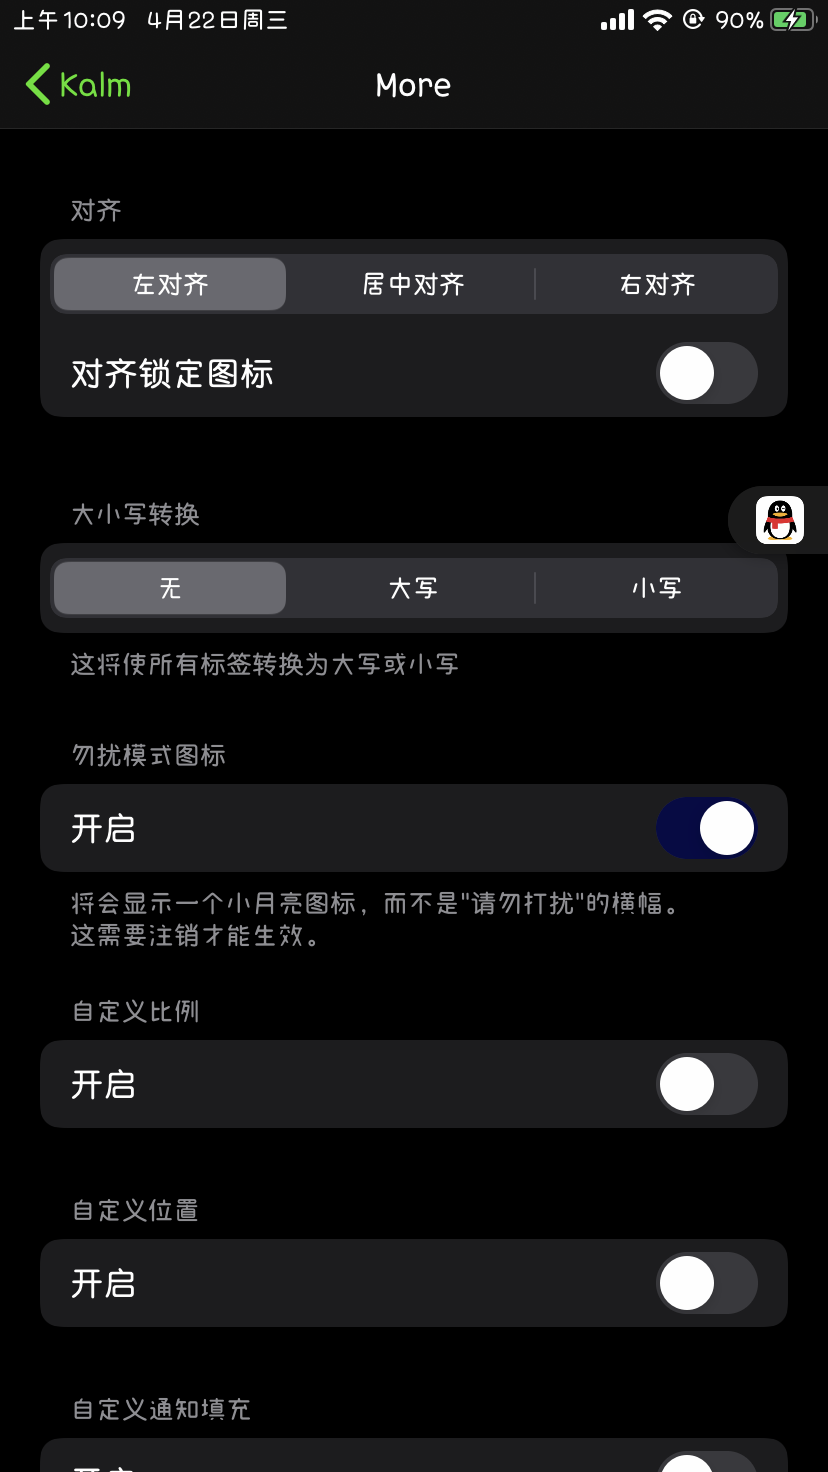 上午10:09 4月22日周三 90%
Kalm More
对齐
左对齐 居中对齐 右对齐
对齐锁定图标
大小写转换
无 大写 小写
这将使所有标签转换为大写或小写
勿扰模式图标
开启
将会显示一个小月亮图标，而不是"请勿打扰"的横幅。
这需要注销才能生效。
自定义比例
开启
自定义位置
开启
自定义通知填充
开启